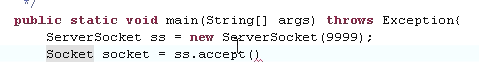 */
public static void main(String[] args) throws Exception{
ServerSocket ss = new ServerSocket(9999);
Socket socket = ss.accept()